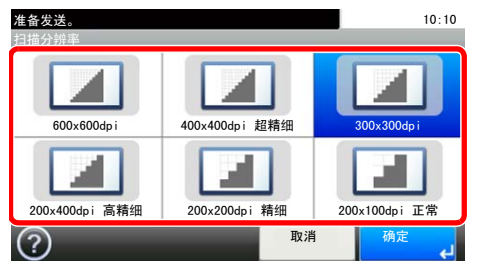 准备发送。 10:10
扫描分辨率
600x600dpi 400x400dpi 超精细 300x300dpi
200x400dpi 高精细 200x200dpi 精细 200x100dpi 正常
? 取消 确定